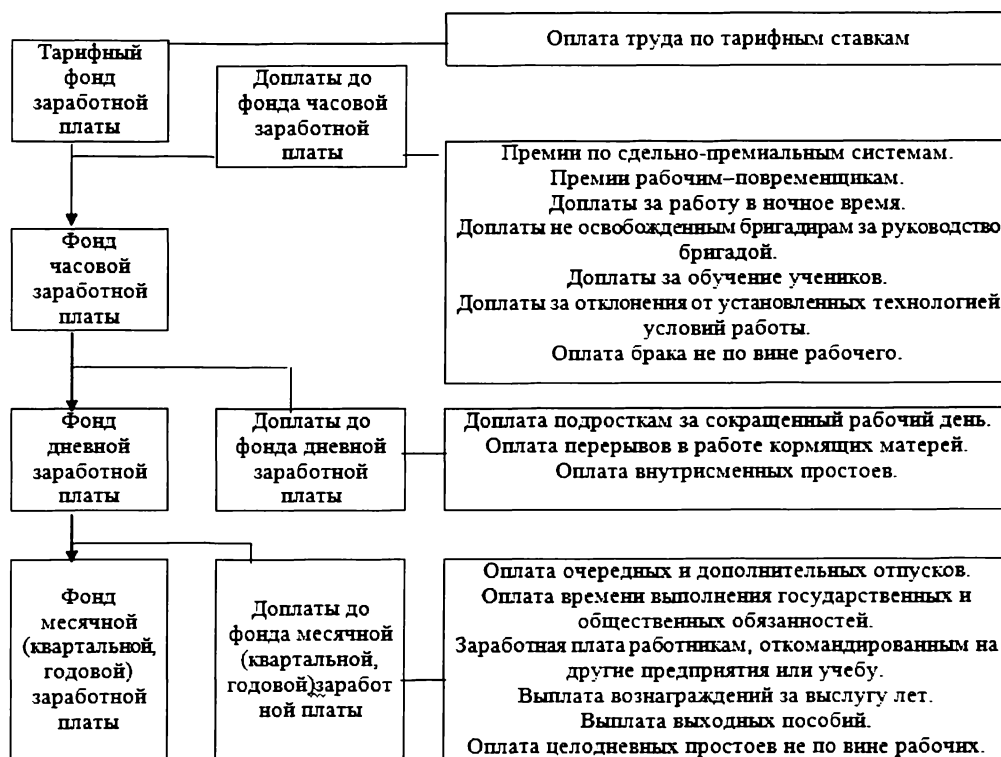 Оплата труда по тарифным ставкам
Тарифный
фонд
заработной
платы
Доплаты до
фонда часовой
заработной
платы
Премии по сдельно-премиальным системам.
Премии рабочим–повременщикам.
Доплаты за работу в ночное время.
Доплаты не освобожденным бригадирам за руководство
бригадой.
Доплаты за обучение учеников.
Доплаты за отклонения от установленных технологией
условий работы.
Оплата брака не по вине рабочего.
Фонд
часовой
заработной
платы
Фонд
дневной
заработной
платы
Доплаты до
фонда дневной
заработной
платы
Доплата подросткам за сокращенный рабочий день.
Оплата перерывов в работе кормящих матерей.
Оплата внутрисменных простоев.
Фонд
месячной
(квартальной,
годовой)
заработной
платы
Доплаты до
фонда месячной
(квартальной,
годовой)заработ
ной платы
Оплата очередных и дополнительных отпусков.
Оплата времени выполнения государственных и
общественных обязанностей.
Заработная плата работникам, откомандированным на
другие предприятия или учебу.
Выплата вознаграждений за выслугу лет.
Выплата выходных пособий.
Оплата целодневных простоев не по вине рабочих.